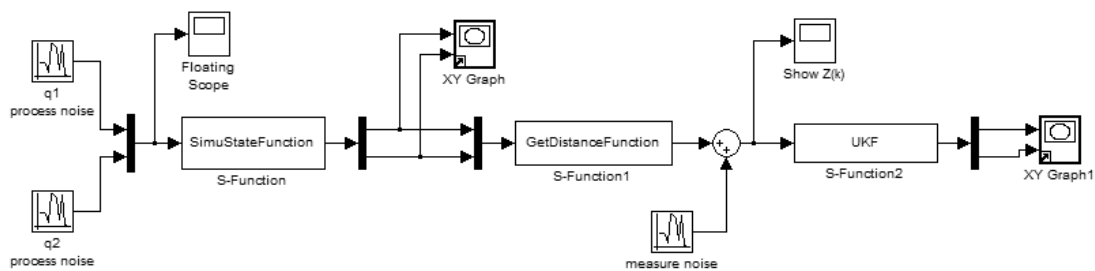 q1
process noise
Floating
Scope
SimuStateFunction
S-Function
XY Graph
GetDistanceFunction
S-Function1
Show Z(k)
UKF
S-Function2
XY Graph1
q2
process noise
measure noise